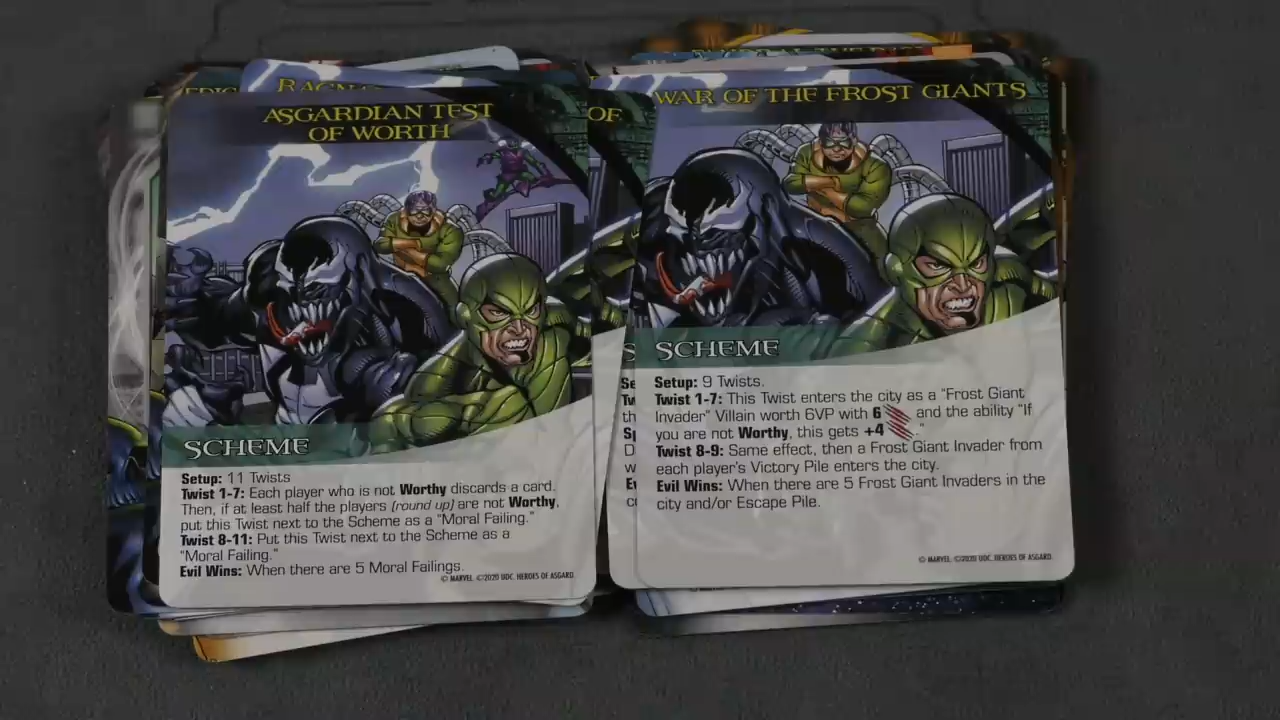 ASGARDIAN TEST
OF WORTH
SCHEME
Setup: 11 Twists
Twist 1-7: Each player who is not Worthy discards a card.
Then, if at least half the players (round up) are not Worthy,
put this Twist next to the Scheme as a “Moral Failing.”
Twist 8-11: Put this Twist next to the Scheme as a
“Moral Failing.”
Evil Wins: When there are 5 Moral Failings.
© MARVEL. ©2020 UDC. HEROES OF ASGARD.
OF
WAR OF THE FROST GIANTS
SCHEME
Setup: 9 Twists.
Twist 1-7: This Twist enters the city as a “Frost Giant
Invader” Villain worth 6VP with 6 and the ability “If
you are not Worthy, this gets +4 .”
Twist 8-9: Same effect, then a Frost Giant Invader from
each player's Victory Pile enters the city.
Evil Wins: When there are 5 Frost Giant Invaders in the
city and/or Escape Pile.
© MARVEL. ©2020 UDC. HEROES OF ASGARD.